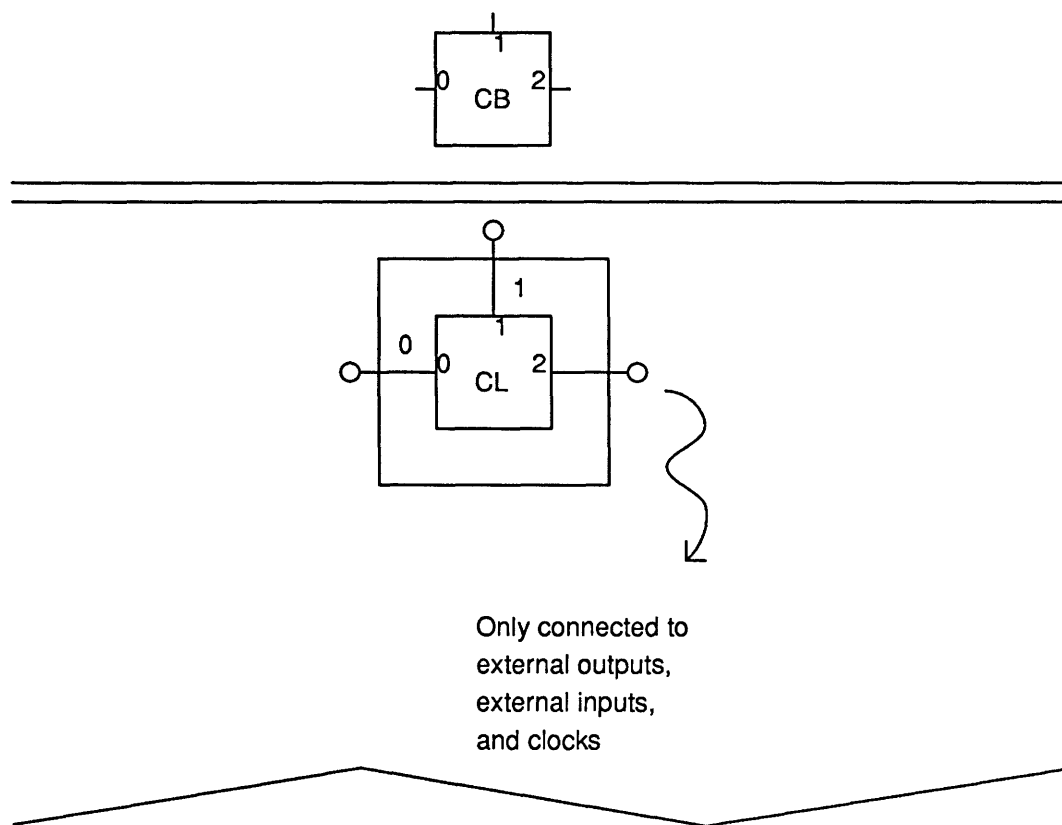 1
0 2
CB
1
1
0
0 2
CL
Only connected to
external outputs,
external inputs,
and clocks